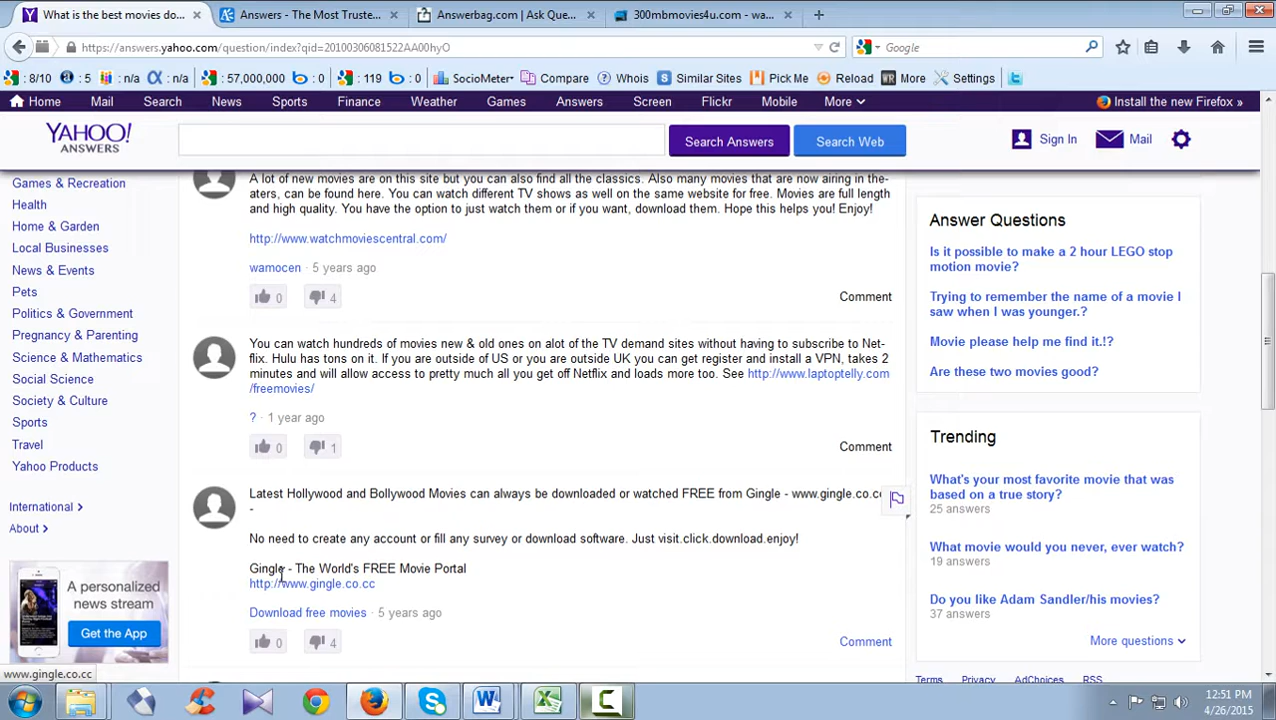 What is the best movies do... ×
Answers - The Most Truste... ×
Answerbag.com | Ask Que... ×
300mbmovies4u.com - wa... ×
https://answers.yahoo.com/question/index?qid=20100306081522AA00hyO
Google
: 8/10 : 5 : n/a : n/a : 57,000,000 : 0 : 119 : 0 SocioMeter Compare Whois Similar Sites Pick Me Reload More Settings
Home Mail Search News Sports Finance Weather Games Answers Screen Flickr Mobile More Install the new Firefox »
YAHOO!
ANSWERS
Search Answers
Search Web
Sign In
Mail
Games & Recreation
Health
Home & Garden
Local Businesses
News & Events
Pets
Politics & Government
Pregnancy & Parenting
Science & Mathematics
Social Science
Society & Culture
Sports
Travel
Yahoo Products
International >
About >
A personalized
news stream
Get the App
A lot of new movies are on this site but you can also find all the classics. Also many movies that are now airing in the-
aters, can be found here. You can watch different TV shows as well on the same website for free. Movies are full length
and high quality. You have the option to just watch them or if you want, download them. Hope this helps you! Enjoy!
http://www.watchmoviescentral.com/
wamocen · 5 years ago
0 4 Comment
You can watch hundreds of movies new & old ones on alot of the TV demand sites without having to subscribe to Net-
flix. Hulu has tons on it. If you are outside of US or you are outside UK you can get register and install a VPN, takes 2
minutes and will allow access to pretty much all you get off Netflix and loads more too. See http://www.laptoptelly.com
/freemovies/
? · 1 year ago
0 1 Comment
Latest Hollywood and Bollywood Movies can always be downloaded or watched FREE from Gingle - www.gingle.co.cc
-
No need to create any account or fill any survey or download software. Just visit.click.download.enjoy!
Gingle - The World's FREE Movie Portal
http://www.gingle.co.cc
Download free movies · 5 years ago
0 4 Comment
Answer Questions
Is it possible to make a 2 hour LEGO stop
motion movie?
Trying to remember the name of a movie I
saw when I was younger.?
Movie please help me find it.!?
Are these two movies good?
Trending
What's your most favorite movie that was
based on a true story?
25 answers
What movie would you never, ever watch?
19 answers
Do you like Adam Sandler/his movies?
37 answers
More questions
Terms Privacy AdChoices RSS
www.gingle.co.cc
12:51 PM
4/26/2015